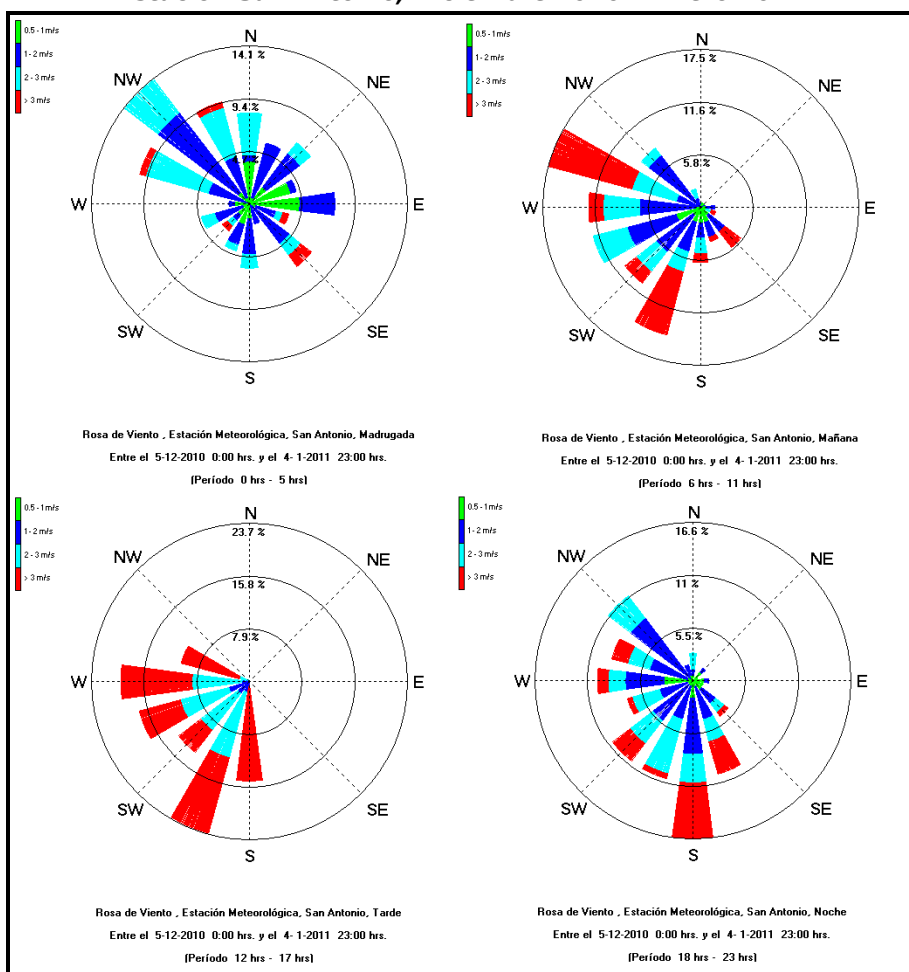 0.5 - 1 m/s
1 - 2 m/s
2 - 3 m/s
> 3 m/s
N
14.1 %
NW
NE
9.4 %
W
E
SW
SE
S
Rosa de Viento , Estación Meteorológica, San Antonio, Madrugada
Entre el 5-12-2010 0:00 hrs. y el 4- 1-2011 23:00 hrs.
(Período 0 hrs - 5 hrs)
0.5 - 1 m/s
1 - 2 m/s
2 - 3 m/s
> 3 m/s
N
17.5 %
NW
NE
11.6 %
5.8 %
W
E
SW
SE
S
Rosa de Viento , Estación Meteorológica, San Antonio, Mañana
Entre el 5-12-2010 0:00 hrs. y el 4- 1-2011 23:00 hrs.
(Período 6 hrs - 11 hrs)
0.5 - 1 m/s
1 - 2 m/s
2 - 3 m/s
> 3 m/s
N
23.7 %
NW
NE
15.8 %
7.9 %
W
E
SW
SE
S
Rosa de Viento , Estación Meteorológica, San Antonio, Tarde
Entre el 5-12-2010 0:00 hrs. y el 4- 1-2011 23:00 hrs.
(Período 12 hrs - 17 hrs)
0.5 - 1 m/s
1 - 2 m/s
2 - 3 m/s
> 3 m/s
N
16.6 %
NW
NE
11 %
5.5 %
W
E
SW
SE
S
Rosa de Viento , Estación Meteorológica, San Antonio, Noche
Entre el 5-12-2010 0:00 hrs. y el 4- 1-2011 23:00 hrs.
(Período 18 hrs - 23 hrs)